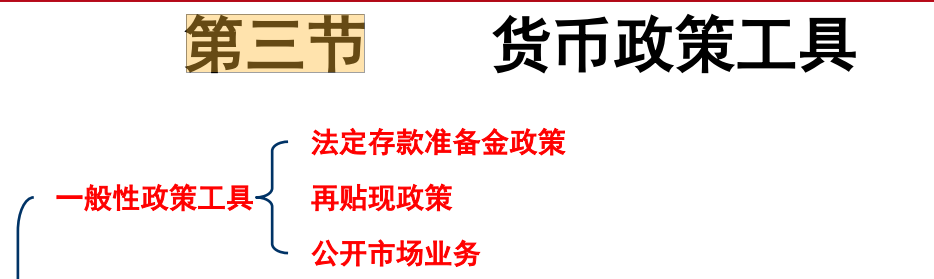 第三节 货币政策工具
法定存款准备金政策
一般性政策工具
再贴现政策
公开市场业务